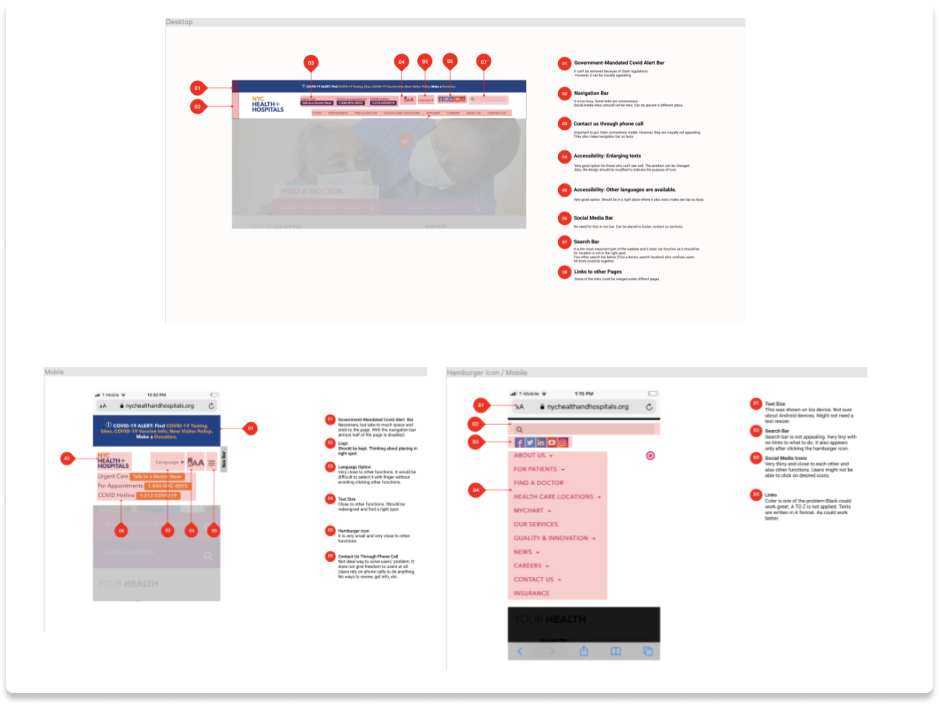 Desktop
03
04
05
06
07
01
02
COVID-19 ALERT: Find COVID-19 Testing Sites, COVID-19 Vaccine Info, New Visitor Policy. Make a Donation.
NYC
HEALTH+
HOSPITALS
Talk to a Doctor Now
1-844-NYC-4NYC
AA
Language
FIND A DOCTOR
01 Government-Mandated Covid Alert Bar
It can't be removed because of State regulations.
However, it can be visually appealing.
02 Navigation Bar
It is too busy. Some links are unnecessary.
Social media links should not be here. Can be placed in different place.
03 Contact us through phone call
Important to put them somewhere visible. However, they are visually not appealing.
They also make navigation bar so busy.
04 Accessibility: Enlarging texts
Very good option for those who can't see well. The position can be changed.
Also, the design should be modified to indicate the purpose of icon.
05 Accessibility: Other languages are available.
Very good option. Should be in a right place where it also won't make nav bar so busy.
06 Social Media Bar
No need for that in nav bar. Can be placed in footer, contact us sections.
07 Search Bar
It is the most important part of the website and it does not function as it should be.
Its' location is not in the right spot.
Two other search bar below (Find a doctor, search location) also confuse users.
All three could be together.
08 Links to other Pages
Some of the links could be merged under different pages.
Mobile
T-Mobile
12:43 PM
AA
nychealthandhospitals.org
COVID-19 ALERT: Find COVID-19 Testing
Sites, COVID-19 Vaccine Info, New Visitor Policy.
Make a Donation.
01
NYC
HEALTH+
HOSPITALS
Language
AA
Nav Bar
Urgent Care Talk to a Doctor Now
For Appointments 1-844-NYC-4NYC
COVID Hotline 1-212-COVID19
06
03
04
05
YOUR HEALTH
01 Government Mandated Covid Alert Bar
Necessary, but take to much space and
stick to the page. With the navigation bar
almost half of the page is disabled.
Logo
Should be kept. Thinking about placing in
right spot.
Language Option
Very close to other functions. It would be
difficult to select it with finger without
avoiding clicking other functions.
Text Size
Close to other functions. Should be
redesigned and find a right spot.
Hamburger Icon
It is very small and very close to other
functions.
Contact Us Through Phone Call
Not ideal way to solve users' problem. It
does not give freedom to users at all.
Users rely on phone calls to do anything.
No ways to renew, get info, etc.
Hamburger Icon / Mobile
T-Mobile
1:15 PM
01
AA
nychealthandhospitals.org
02
03
04
ABOUT US
FOR PATIENTS
FIND A DOCTOR
HEALTH CARE LOCATIONS
MYCHART
OUR SERVICES
QUALITY & INNOVATION
NEWS
CAREERS
CONTACT US
INSURANCE
YOUR HEALTH
01 Text Size
This was shown on Ios device. Not sure
about Android devices. Might not need a
text resizer.
02 Search Bar
Search bar is not appealing. Very tiny with
no hints to what to do. It also appears
only after clicking the hamburger icon.
03 Social Media Icons
Very thiny and close to each other and
also other functions. Users might not be
able to click on desired icons.
04 Links
Color is one of the problem Black could
work great. A TO Z is not applied. Texts
are written in A format. Aa could work
better.